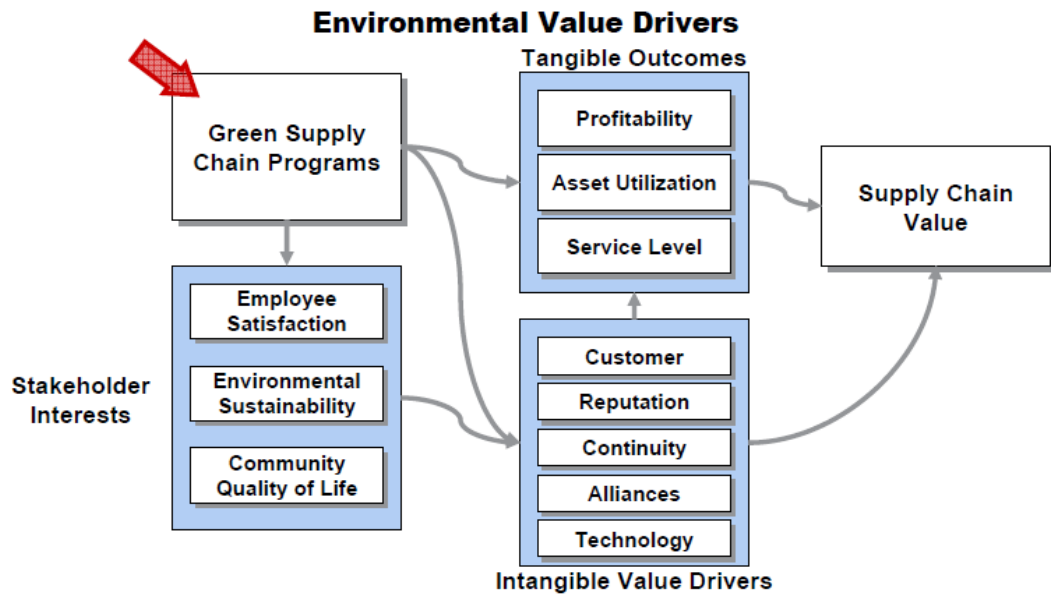 Environmental Value Drivers
Tangible Outcomes
Green Supply
Chain Programs
Profitability
Asset Utilization
Service Level
Supply Chain
Value
Stakeholder
Interests
Employee
Satisfaction
Environmental
Sustainability
Community
Quality of Life
Customer
Reputation
Continuity
Alliances
Technology
Intangible Value Drivers